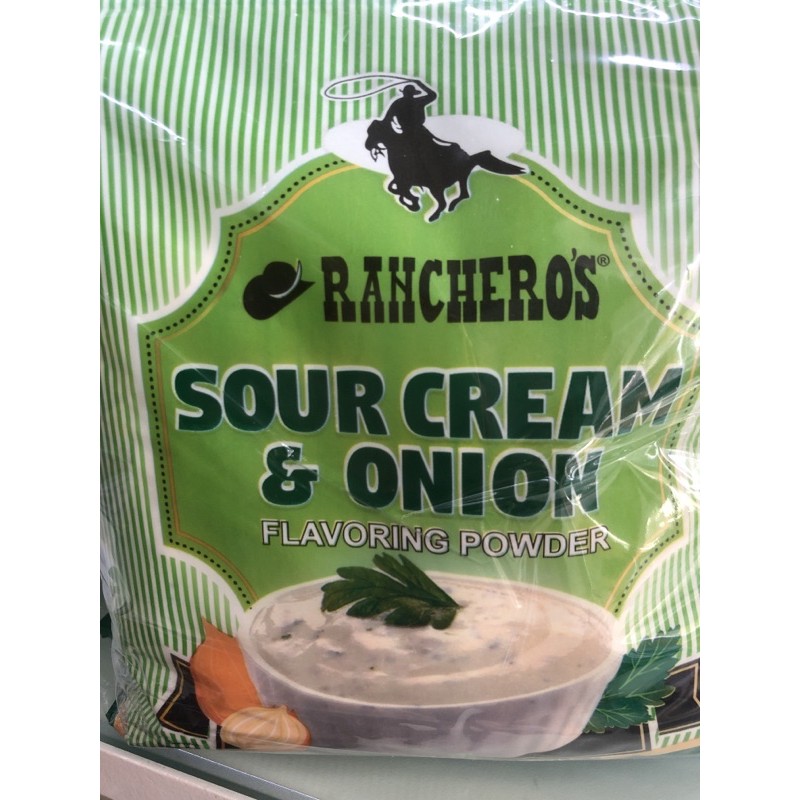 RANCHERO'S®
SOUR CREAM
& ONION
FLAVORING POWDER